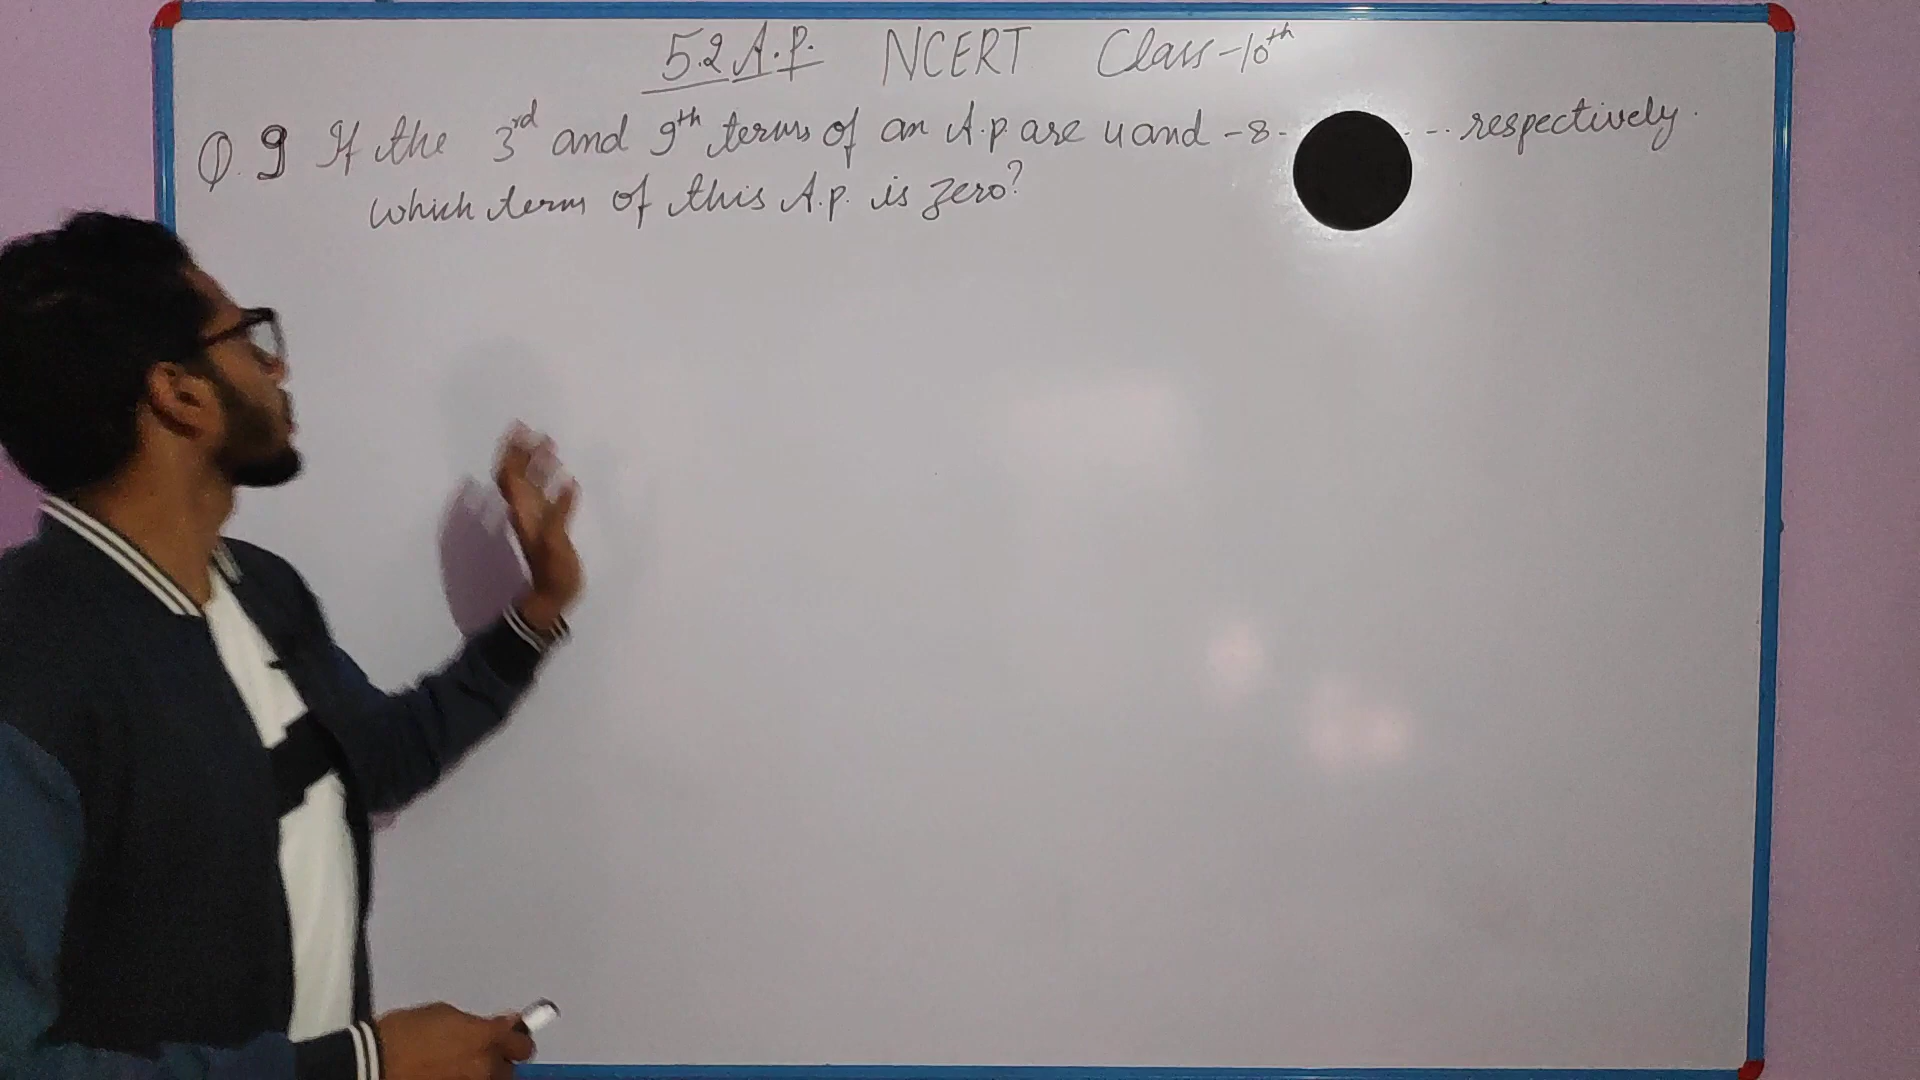 5.2 A.P. NCERT Class-10th
Q.9 If the 3rd and 9th terms of an A.p are 4 and -8- - -- respectively.
which term of this A.p. is zero?